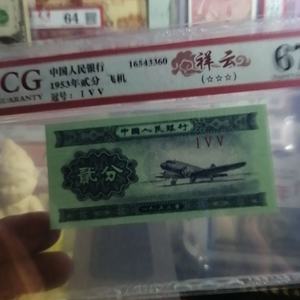 64
CG
GUARANTY
中国人民银行
16543360
1953年贰分 飞机
冠号: I V V
祥云
(☆☆☆)
67
中国人民银行
I V V
贰分